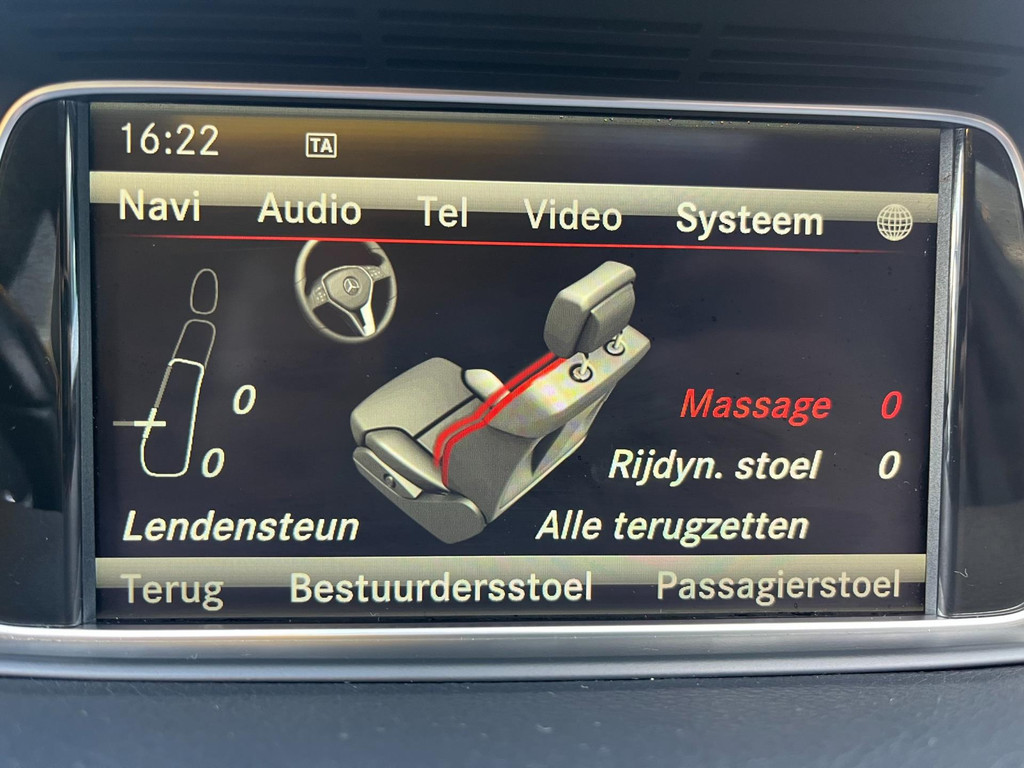 16:22 TA
Navi Audio Tel Video Systeem
0
Massage 0
0
Rijdyn. stoel 0
Lendensteun
Alle terugzetten
Terug Bestuurdersstoel Passagierstoel